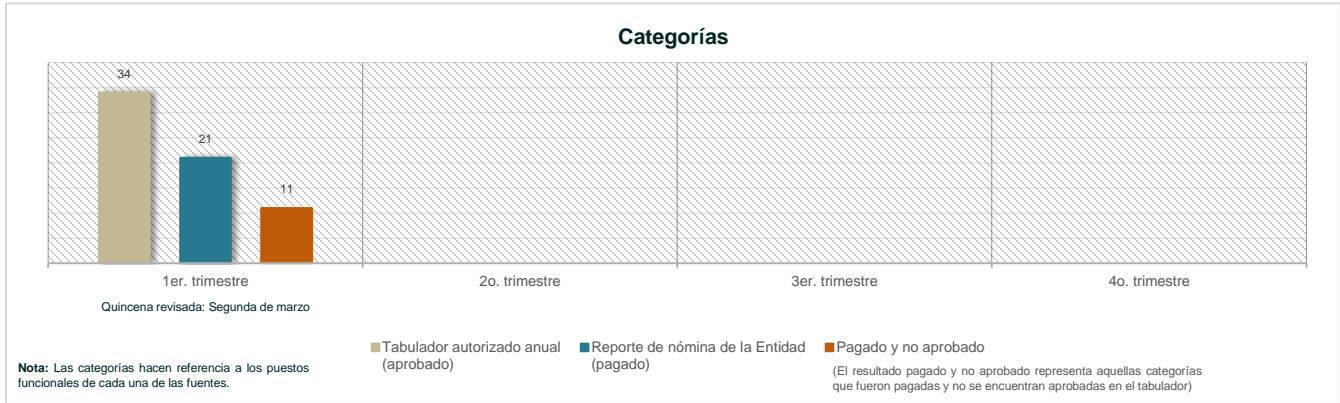 Categorías
34
21
11
1er. trimestre
2o. trimestre
3er. trimestre
4o. trimestre
Quincena revisada: Segunda de marzo
Tabulador autorizado anual
(aprobado)
Reporte de nómina de la Entidad
(pagado)
Pagado y no aprobado
(El resultado pagado y no aprobado representa aquellas categorías
que fueron pagadas y no se encuentran aprobadas en el tabulador)
Nota: Las categorías hacen referencia a los puestos
funcionales de cada una de las fuentes.